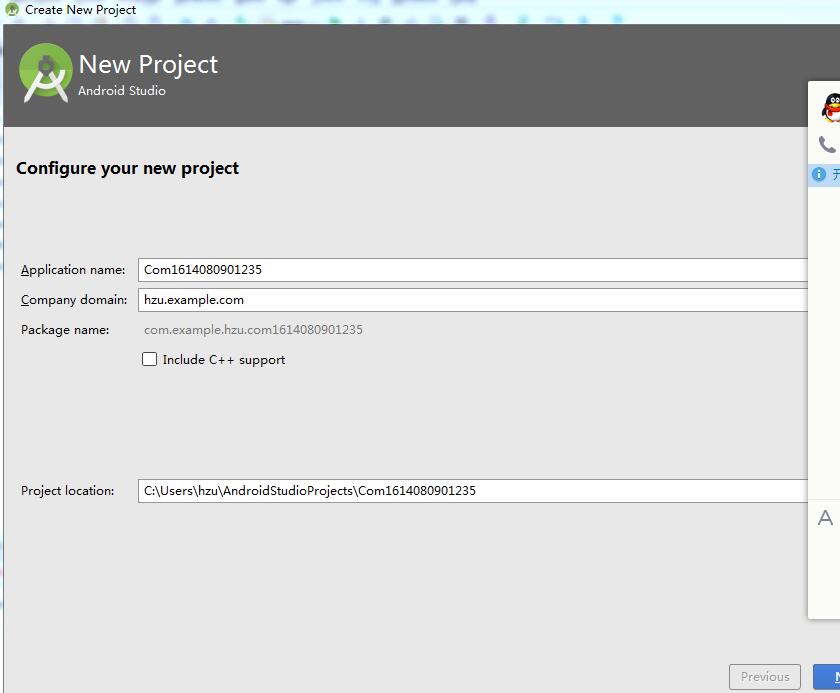 Create New Project
New Project
Android Studio
Configure your new project
Application name: Com1614080901235
Company domain: hzu.example.com
Package name: com.example.hzu.com1614080901235
Include C++ support
Project location: C:\Users\hzu\AndroidStudioProjects\Com1614080901235
A
Previous